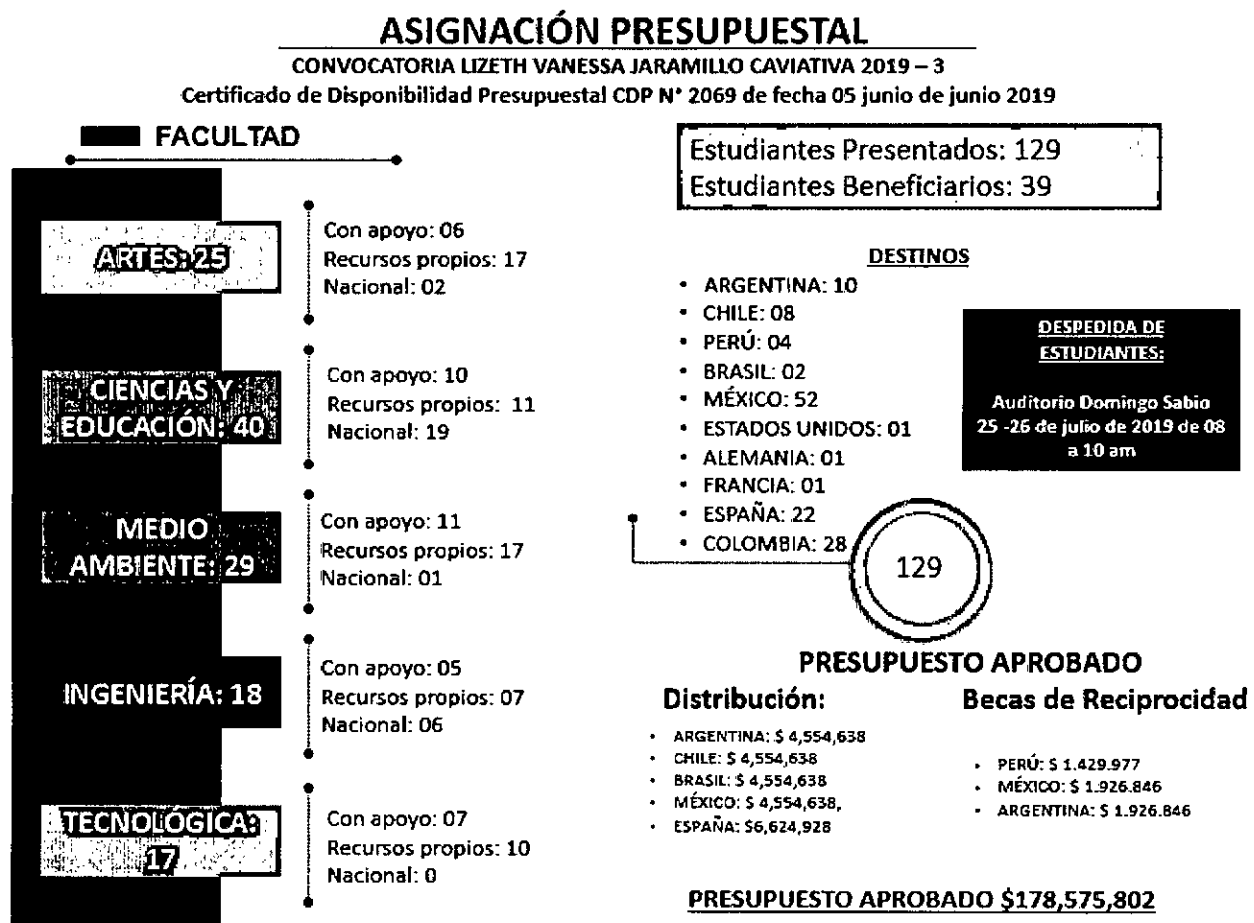 ASIGNACIÓN PRESUPUESTAL
CONVOCATORIA LIZETH VANESSA JARAMILLO CAVIATIVA 2019 – 3
Certificado de Disponibilidad Presupuestal CDP N° 2069 de fecha 05 junio de junio 2019
FACULTAD
ARTES: 25
Con apoyo: 06
Recursos propios: 17
Nacional: 02
CIENCIAS Y
EDUCACIÓN: 40
Con apoyo: 10
Recursos propios: 11
Nacional: 19
MEDIO
AMBIENTE: 29
Con apoyo: 11
Recursos propios: 17
Nacional: 01
INGENIERÍA: 18
Con apoyo: 05
Recursos propios: 07
Nacional: 06
TECNOLÓGICA:
17
Con apoyo: 07
Recursos propios: 10
Nacional: 0
Estudiantes Presentados: 129
Estudiantes Beneficiarios: 39
DESTINOS
• ARGENTINA: 10
• CHILE: 08
• PERÚ: 04
• BRASIL: 02
• MÉXICO: 52
• ESTADOS UNIDOS: 01
• ALEMANIA: 01
• FRANCIA: 01
• ESPAÑA: 22
• COLOMBIA: 28
129
DESPEDIDA DE
ESTUDIANTES:
Auditorio Domingo Sabio
25 -26 de julio de 2019 de 08
a 10 am
PRESUPUESTO APROBADO
Distribución:
• ARGENTINA: $ 4,554,638
• CHILE: $ 4,554,638
• BRASIL: $ 4,554,638
• MÉXICO: $ 4,554,638,
• ESPAÑA: $6,624,928
Becas de Reciprocidad
• PERÚ: $ 1.429.977
• MÉXICO: $ 1.926.846
• ARGENTINA: $ 1.926.846
PRESUPUESTO APROBADO $178,575,802